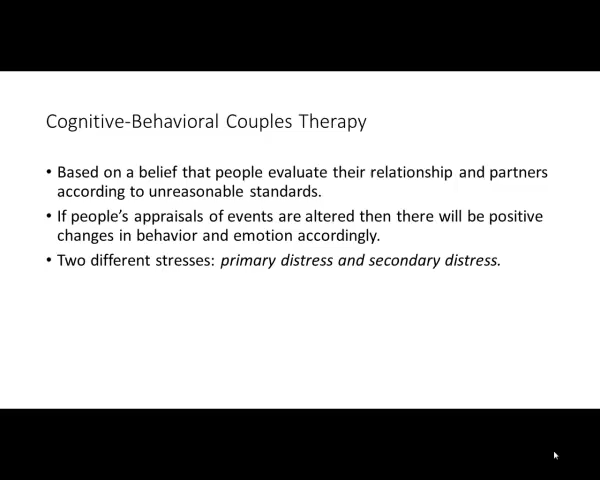 Cognitive-Behavioral Couples Therapy
• Based on a belief that people evaluate their relationship and partners
according to unreasonable standards.
• If people’s appraisals of events are altered then there will be positive
changes in behavior and emotion accordingly.
• Two different stresses: primary distress and secondary distress.